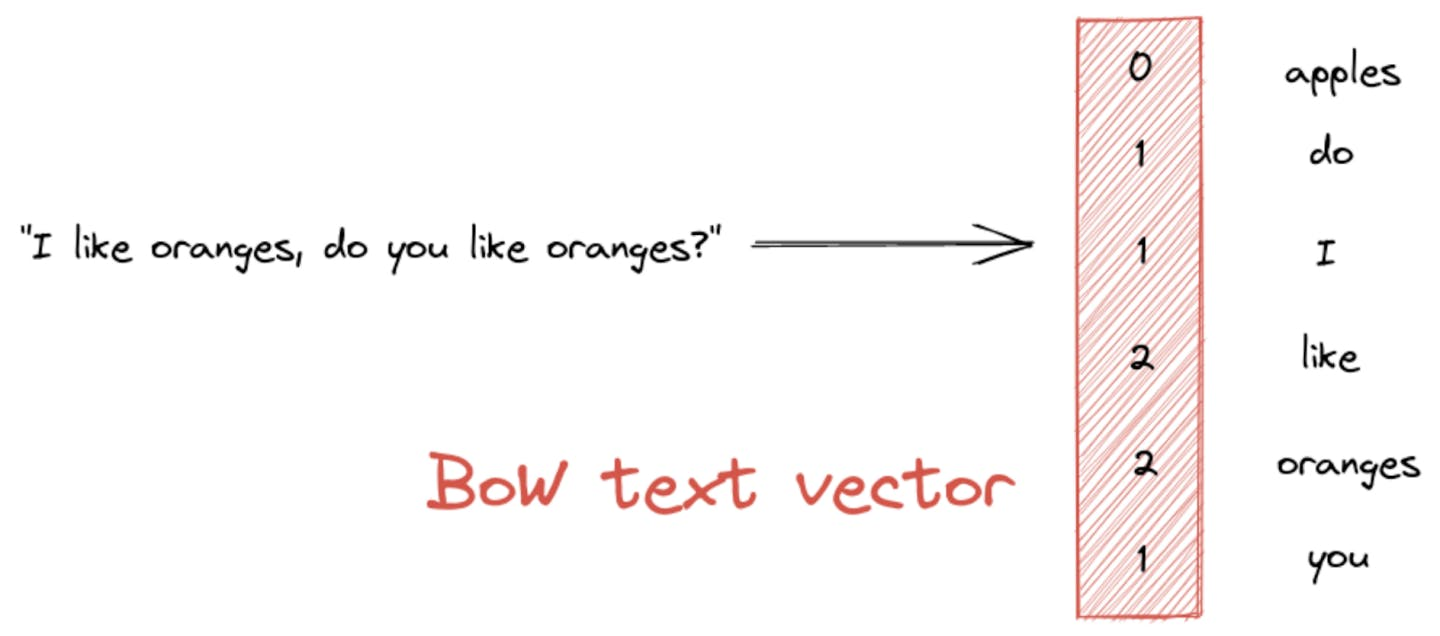 0 apples
1 do
"I like oranges, do you like oranges?"
1 I
2 like
2 oranges
BoW text vector
1 you